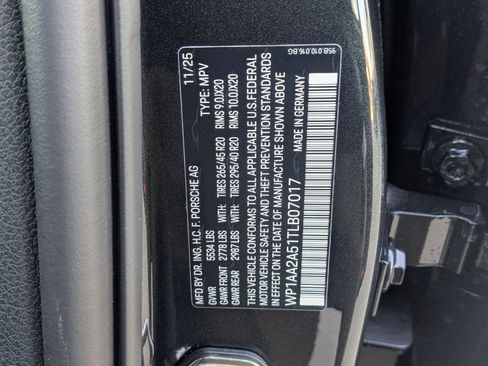 95B.010.016.BG
MFD BY DR. ING. H.C. F. PORSCHE AG 11/25
GVWR 5534 LBS TYPE: MPV
GAWR FRONT 2778 LBS WITH TIRES 265/45 R20 RIMS 9.0JX20
GAWR REAR 2987 LBS WITH TIRES 295/40 R20 RIMS 10.0JX20
THIS VEHICLE CONFORMS TO ALL APPLICABLE U.S.FEDERAL
MOTOR VEHICLE SAFETY AND THEFT PREVENTION STANDARDS
IN EFFECT ON THE DATE OF MANUFACTURE SHOWN ABOVE
WP1AA2A51TLB07017 MADE IN GERMANY